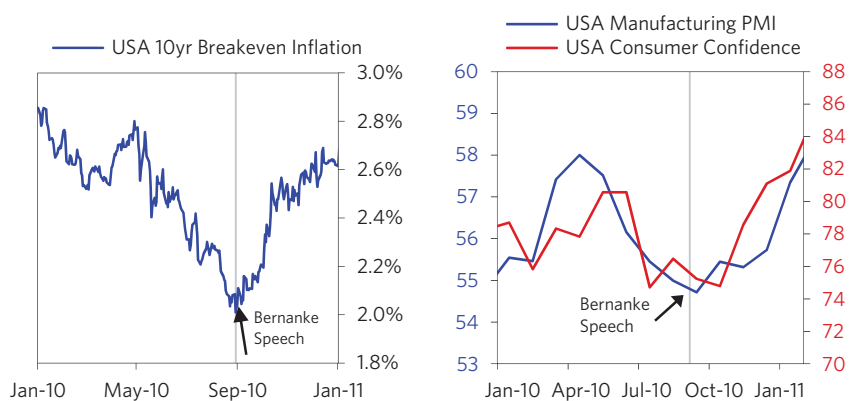 USA 10yr Breakeven Inflation
3.0%
2.8%
2.6%
2.4%
2.2%
2.0%
1.8%
Bernanke
Speech
Jan-10 May-10 Sep-10 Jan-11
USA Manufacturing PMI
USA Consumer Confidence
60
59
58
57
56
55
54
53
88
86
84
82
80
78
76
74
72
70
Bernanke
Speech
Jan-10 Apr-10 Jul-10 Oct-10 Jan-11